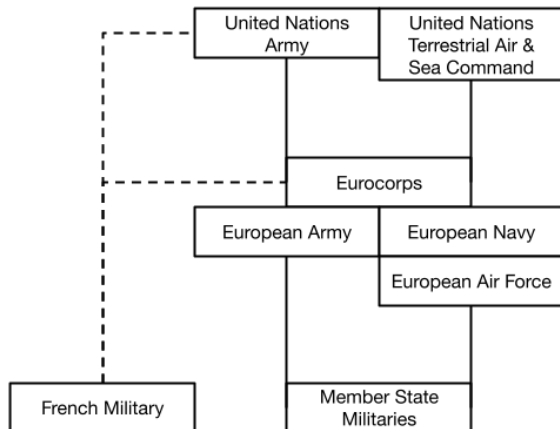 United Nations
Army
United Nations
Terrestrial Air &
Sea Command
Eurocorps
European Army
European Navy
European Air Force
French Military
Member State
Militaries